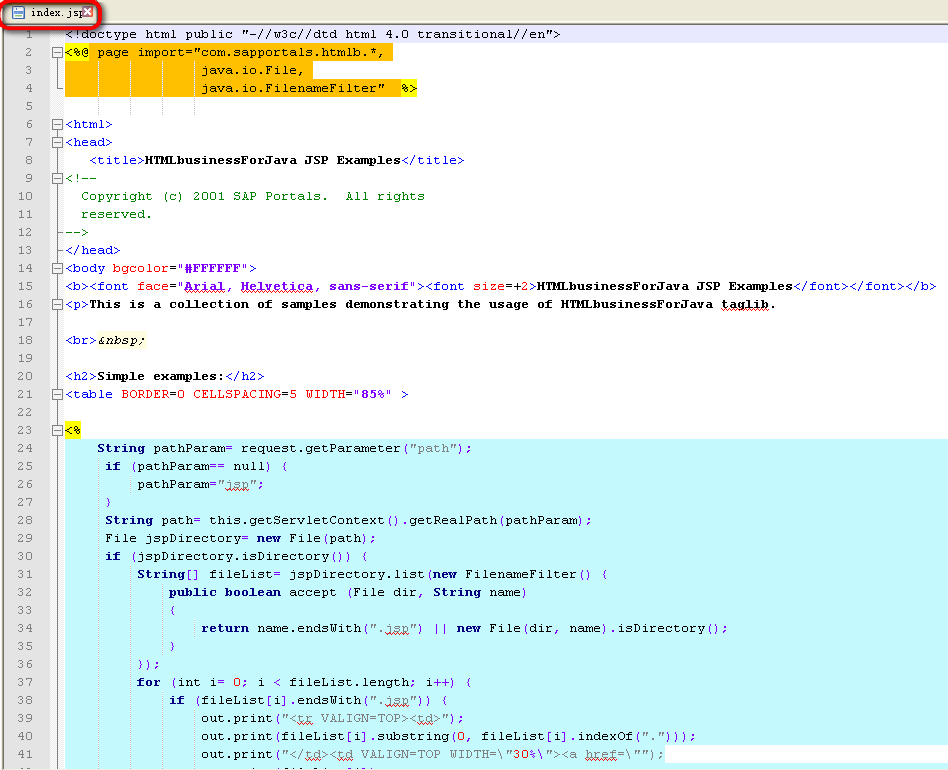 index.jsp
1 <!doctype html public "-//w3c//dtd html 4.0 transitional//en">
2 <%@ page import="com.sapportals.htmlb.*,
3 java.io.File,
4 java.io.FilenameFilter" %>
5
6 <html>
7 <head>
8 <title>HTMLbusinessForJava JSP Examples</title>
9 <!--
10 Copyright (c) 2001 SAP Portals. All rights
11 reserved.
12 -->
13 </head>
14 <body bgcolor="#FFFFFF">
15 <b><font face="Arial, Helvetica, sans-serif"><font size=+2>HTMLbusinessForJava JSP Examples</font></font></b>
16 <p>This is a collection of samples demonstrating the usage of HTMLbusinessForJava taglib.
17
18 <br>&nbsp;
19
20 <h2>Simple examples:</h2>
21 <table BORDER=0 CELLSPACING=5 WIDTH="85%" >
22
23 <%
24 String pathParam= request.getParameter("path");
25 if (pathParam== null) {
26 pathParam="jsp";
27 }
28 String path= this.getServletContext().getRealPath(pathParam);
29 File jspDirectory= new File(path);
30 if (jspDirectory.isDirectory()) {
31 String[] fileList= jspDirectory.list(new FilenameFilter() {
32 public boolean accept (File dir, String name)
33 {
34 return name.endsWith(".jsp") || new File(dir, name).isDirectory();
35 }
36 });
37 for (int i= 0; i < fileList.length; i++) {
38 if (fileList[i].endsWith(".jsp")) {
39 out.print("<tr VALIGN=TOP><td>");
40 out.print(fileList[i].substring(0, fileList[i].indexOf(".")));
41 out.print("</td><td VALIGN=TOP WIDTH=\"30%\"><a href=\"");